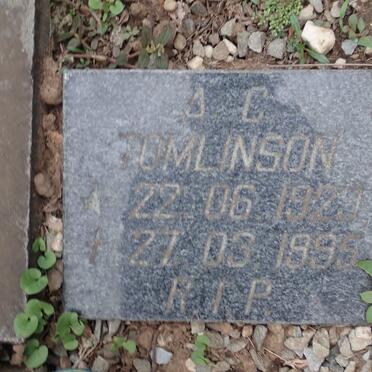 A C
TOMLINSON
* 22 06 1923
† 27 03 1995
R I P